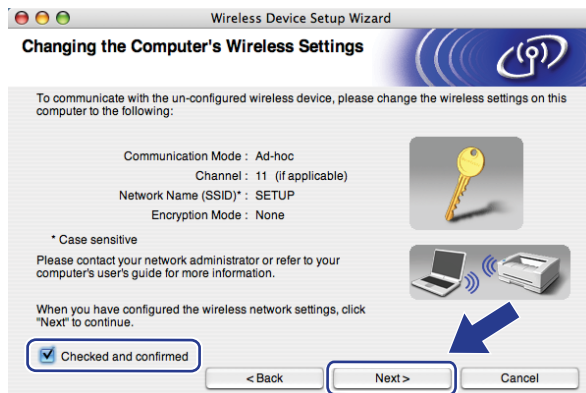 Wireless Device Setup Wizard
Changing the Computer's Wireless Settings
To communicate with the un-configured wireless device, please change the wireless settings on this
computer to the following:
Communication Mode : Ad-hoc
Channel : 11 (if applicable)
Network Name (SSID)* : SETUP
Encryption Mode : None
* Case sensitive
Please contact your network administrator or refer to your
computer's user's guide for more information.
When you have configured the wireless network settings, click
"Next" to continue.
Checked and confirmed
< Back Next > Cancel